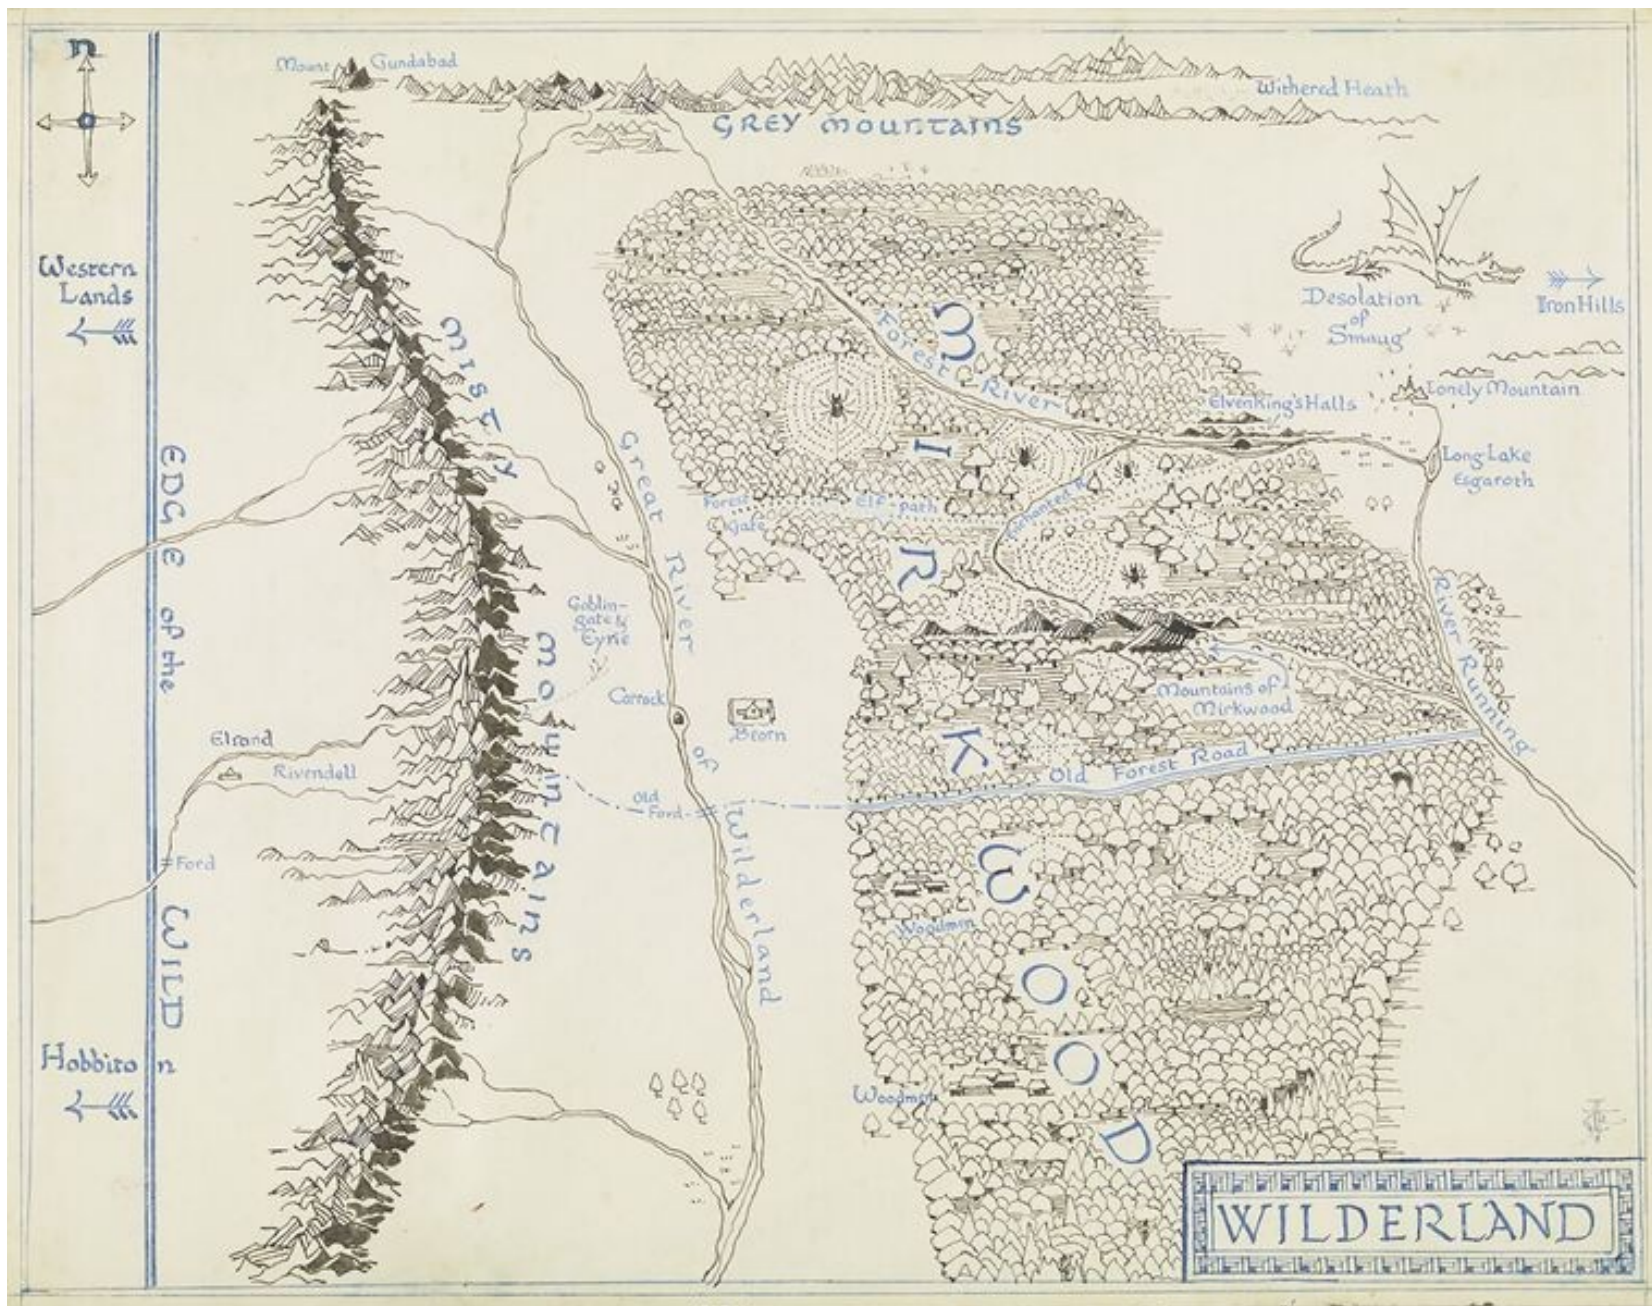 n
Mount Gundabad
Withered Heath
GREY MOUNTAINS
Western
Lands
Desolation
of
Smaug
Iron Hills
MISTY
MOUNTAINS
Forest River
ElvenKing's Halls
Lonely Mountain
Long-Lake
Esgaroth
EDGE of the WILD
Great River of Wilderland
Forest
Gate
Elf-path
Enchanted R.
MIRKWOOD
Goblin-
gate &
Eyrie
Carrock
Beorn
River Running
Mountains of
Mirkwood
Elrond
Rivendell
Old
Ford
Old Forest Road
Ford
Woodmen
Hobbiton
Woodmen
WILDERLAND